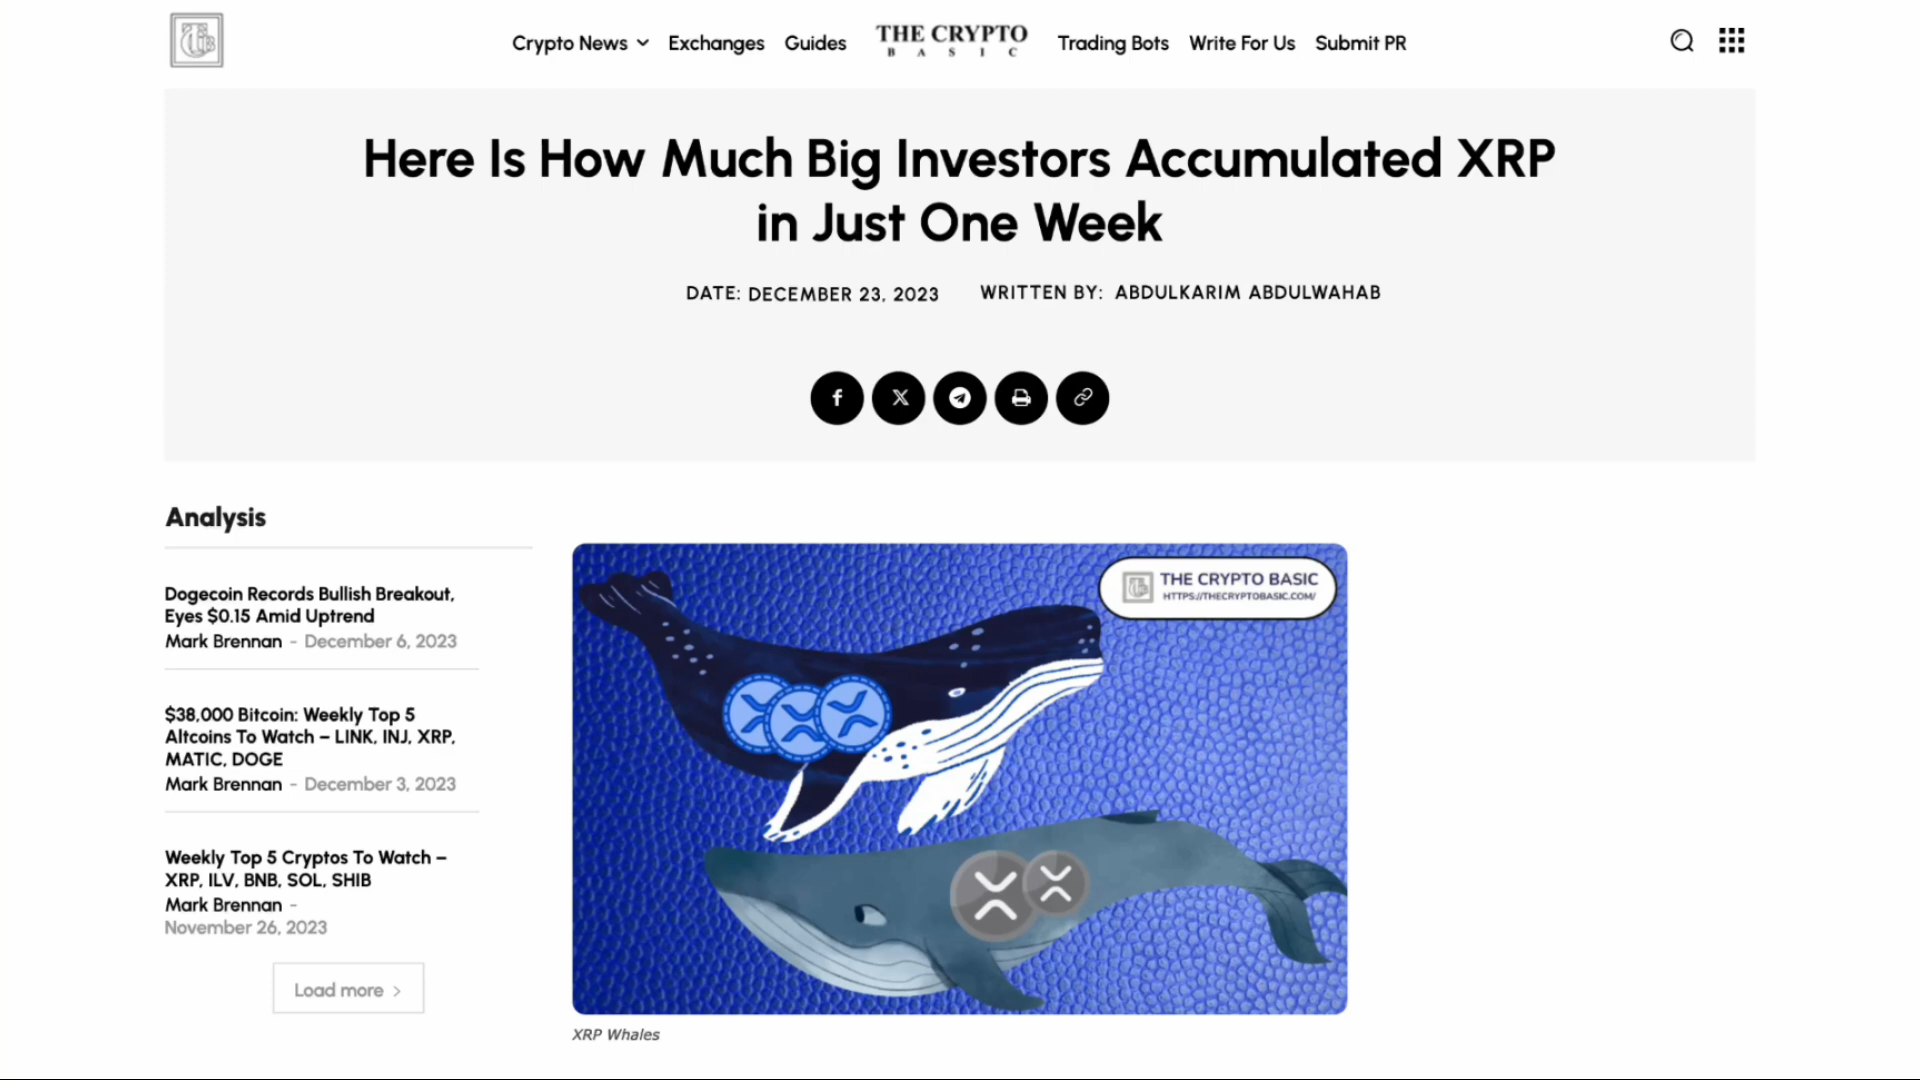 Crypto News
Exchanges
Guides
THE CRYPTO
BASIC
Trading Bots
Write For Us
Submit PR
Here Is How Much Big Investors Accumulated XRP
in Just One Week
DATE: DECEMBER 23, 2023
WRITTEN BY: ABDULKARIM ABDULWAHAB
Analysis
Dogecoin Records Bullish Breakout,
Eyes $0.15 Amid Uptrend
Mark Brennan - December 6, 2023
$38,000 Bitcoin: Weekly Top 5
Altcoins To Watch – LINK, INJ, XRP,
MATIC, DOGE
Mark Brennan - December 3, 2023
Weekly Top 5 Cryptos To Watch –
XRP, ILV, BNB, SOL, SHIB
Mark Brennan -
November 26, 2023
Load more
THE CRYPTO BASIC
HTTPS://THECRYPTOBASIC.COM/
XRP Whales